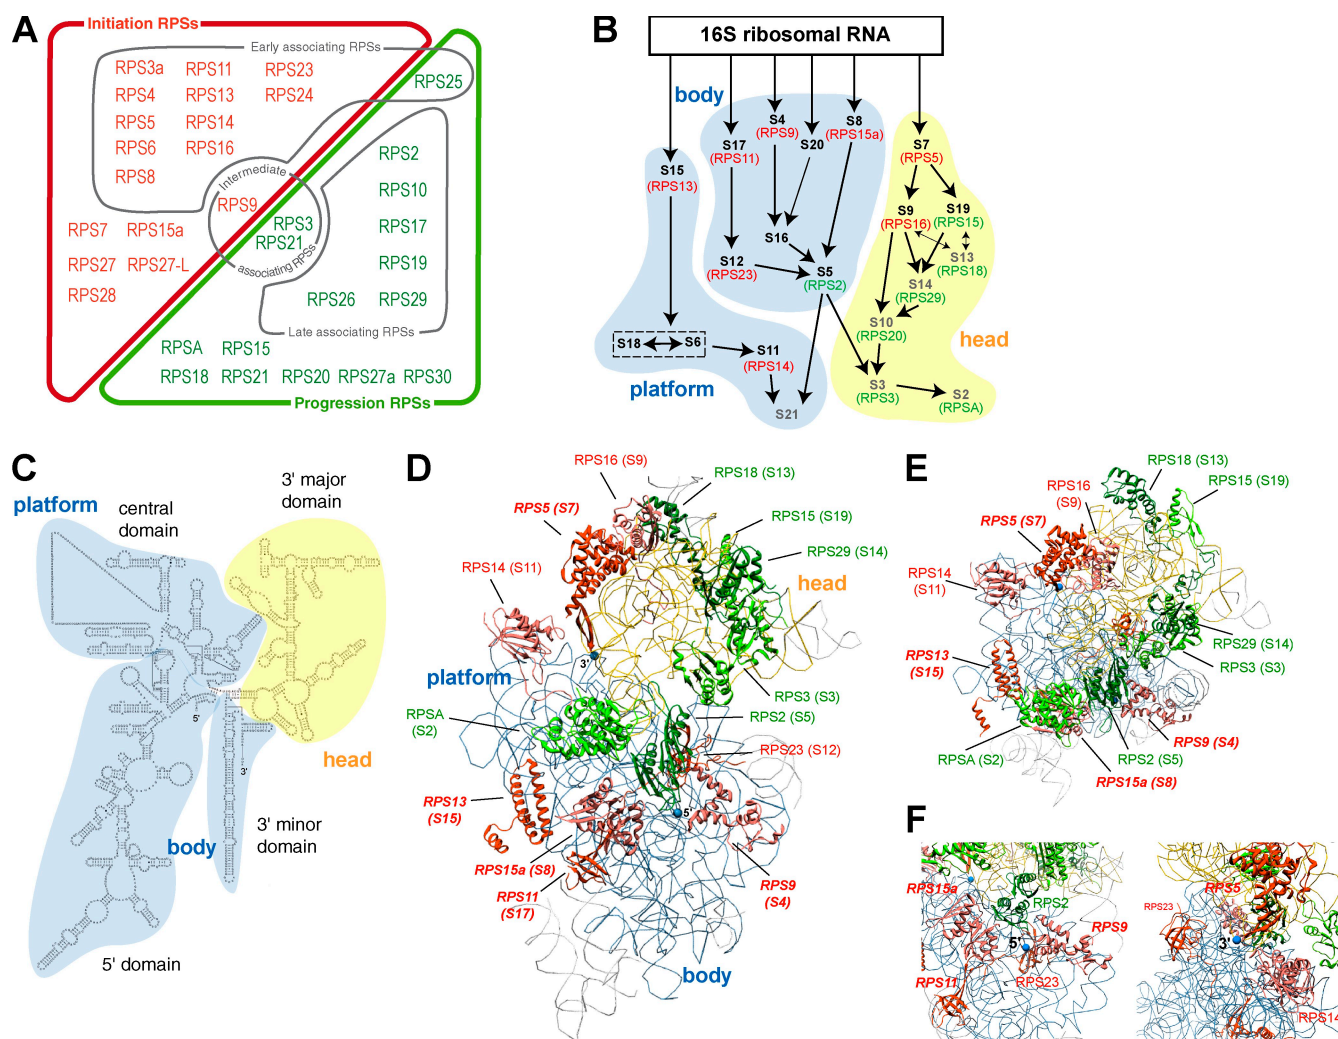 A
Initiation RPSs
Early associating RPSs
RPS3a RPS11 RPS23
RPS25
RPS4 RPS13 RPS24
RPS5 RPS14
RPS6 RPS16
RPS8
RPS2
Intermediate
RPS10
RPS9
RPS3
RPS21
associating RPSs
RPS17
RPS7 RPS15a
RPS27 RPS27-L
RPS19
RPS28
RPS26 RPS29
Late associating RPSs
RPSA RPS15
RPS18 RPS21 RPS20 RPS27a RPS30
Progression RPSs
B
16S ribosomal RNA
body
S4
(RPS9)
S8
(RPS15a)
S17
(RPS11)
S20
S7
(RPS5)
S15
(RPS13)
S9
(RPS16)
S19
(RPS15)
S16
S12
(RPS23)
S5
(RPS2)
S13
(RPS18)
S14
(RPS29)
S10
(RPS20)
head
S18
S6
S11
(RPS14)
platform
S21
S3
(RPS3)
S2
(RPSA)
C
platform
central
domain
3' major
domain
5'
3'
head
body
3' minor
domain
5' domain
D
RPS16 (S9)
RPS18 (S13)
RPS5 (S7)
RPS15 (S19)
RPS29 (S14)
RPS14 (S11)
head
3'
platform
RPS3 (S3)
RPSA
(S2)
RPS2 (S5)
RPS23 (S12)
RPS13
(S15)
5'
RPS15a (S8)
RPS11
(S17)
RPS9
(S4)
body
E
RPS18 (S13)
RPS16
(S9)
RPS15 (S19)
RPS5 (S7)
RPS14
(S11)
RPS29 (S14)
RPS13
(S15)
RPS3 (S3)
RPS9 (S4)
RPSA (S2)
RPS2 (S5)
RPS15a (S8)
F
RPS15a
RPS2
RPS9
5'
RPS23
RPS11
RPS5
RPS23
3'
RPS14